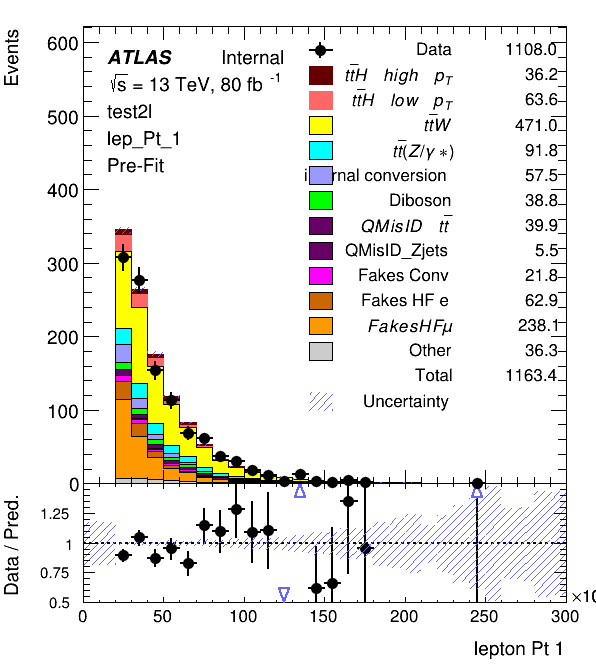 Events
600
500
400
300
200
100
0
ATLAS Internal
√s = 13 TeV, 80 fb -1
test2l
lep_Pt_1
Pre-Fit
Data 1108.0
tt̄H high pT 36.2
tt̄H low pT 63.6
tt̄W 471.0
tt̄(Z/γ *) 91.8
internal conversion 57.5
Diboson 38.8
QMisID tt̄ 39.9
QMisID_Zjets 5.5
Fakes Conv 21.8
Fakes HF e 62.9
FakesHFμ 238.1
Other 36.3
Total 1163.4
Uncertainty
Data / Pred.
1.25
1
0.75
0.5
0 50 100 150 200 250 300
×10
lepton Pt 1